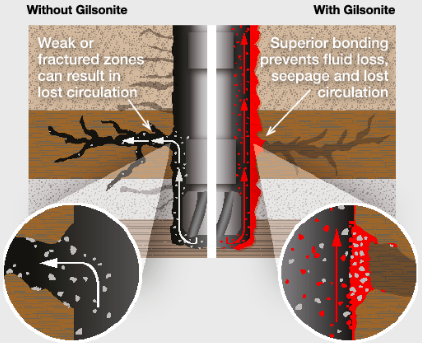 Without Gilsonite
With Gilsonite
Weak or
fractured zones
can result in
lost circulation
Superior bonding
prevents fluid loss,
seepage and lost
circulation